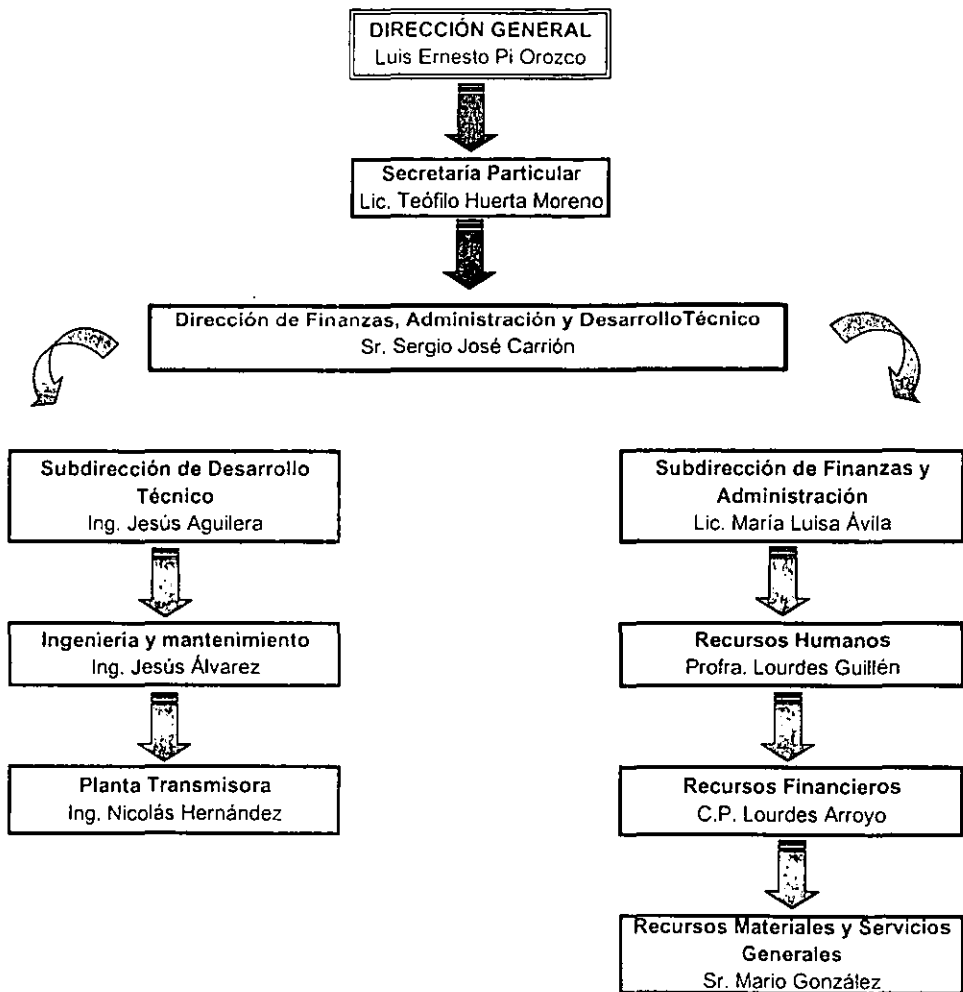 DIRECCIÓN GENERAL
Luis Ernesto Pi Orozco
Secretaría Particular
Lic. Teófilo Huerta Moreno
Dirección de Finanzas, Administración y DesarrolloTécnico
Sr. Sergio José Carrión
Subdirección de Desarrollo
Técnico
Ing. Jesús Aguilera
Ingeniería y mantenimiento
Ing. Jesús Álvarez
Planta Transmisora
Ing. Nicolás Hernández
Subdirección de Finanzas y
Administración
Lic. María Luisa Ávila
Recursos Humanos
Profra. Lourdes Guillén
Recursos Financieros
C.P. Lourdes Arroyo
Recursos Materiales y Servicios
Generales
Sr. Mario González